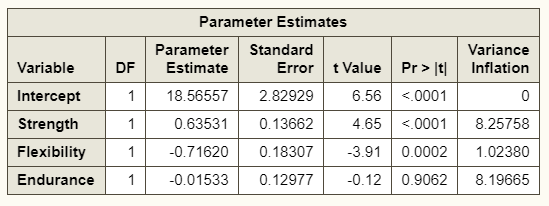 Parameter Estimates
Variable DF Parameter Estimate Standard Error t Value Pr > |t| Variance Inflation
Intercept 1 18.56557 2.82929 6.56 <.0001 0
Strength 1 0.63531 0.13662 4.65 <.0001 8.25758
Flexibility 1 -0.71620 0.18307 -3.91 0.0002 1.02380
Endurance 1 -0.01533 0.12977 -0.12 0.9062 8.19665